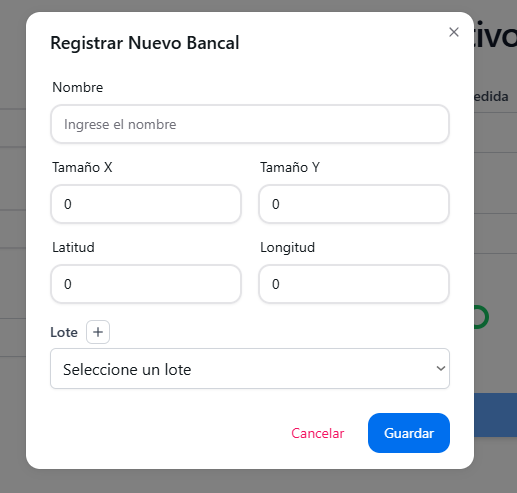 Registrar Nuevo Bancal
Nombre
Ingrese el nombre
Tamaño X Tamaño Y
0 0
Latitud Longitud
0 0
Lote +
Seleccione un lote
Cancelar Guardar
tivo
edida